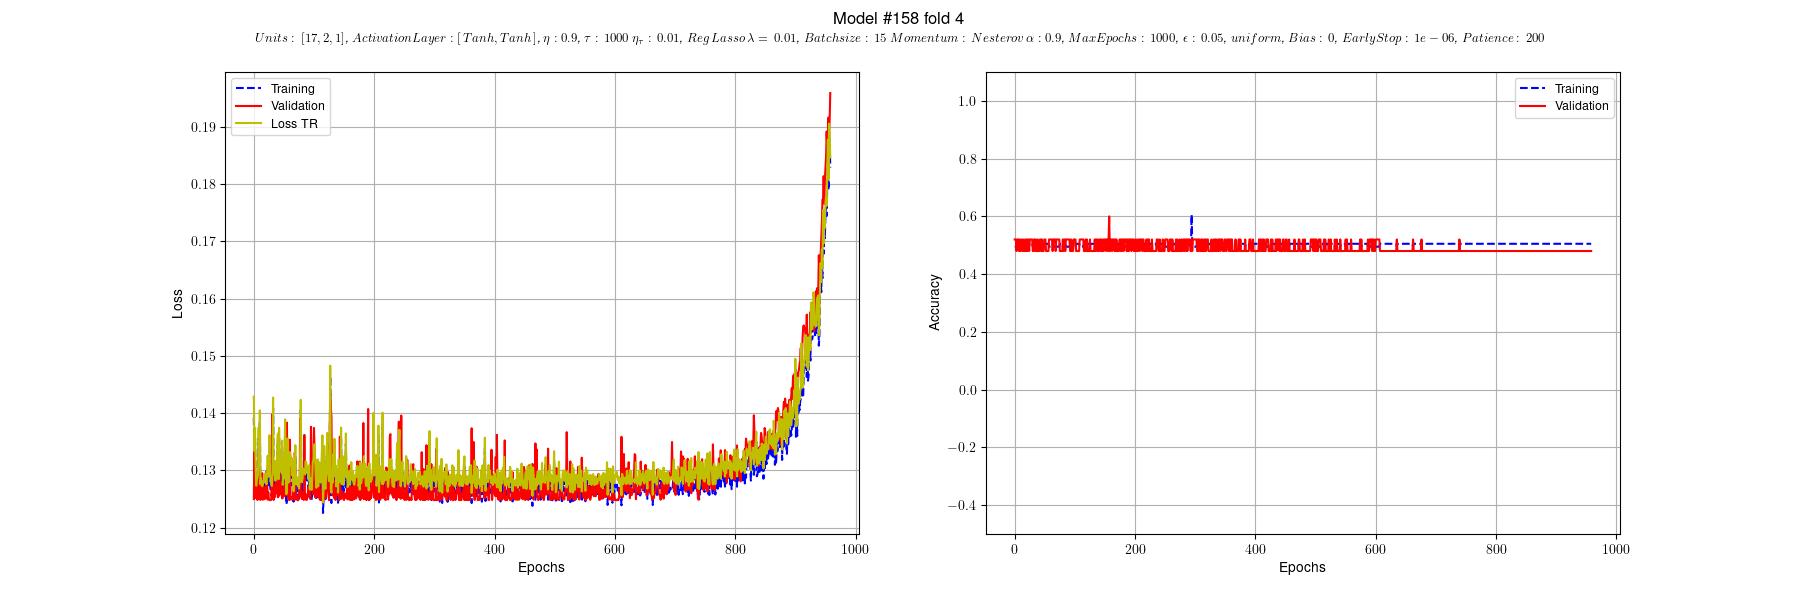 Model #158 fold 4
Units : [17, 2, 1], ActivationLayer : [Tanh, Tanh], η : 0.9, τ : 1000 ητ : 0.01, Reg Lasso λ = 0.01, Batchsize : 15 Momentum : Nesterov α : 0.9, MaxEpochs : 1000, ϵ : 0.05, uniform, Bias : 0, EarlyStop : 1e − 06, Patience : 200
Training
Validation
Loss TR
0.19
0.18
0.17
0.16
0.15
0.14
0.13
0.12
Loss
0 200 400 600 800 1000
Epochs
Training
Validation
1.0
0.8
0.6
0.4
0.2
0.0
−0.2
−0.4
Accuracy
0 200 400 600 800 1000
Epochs